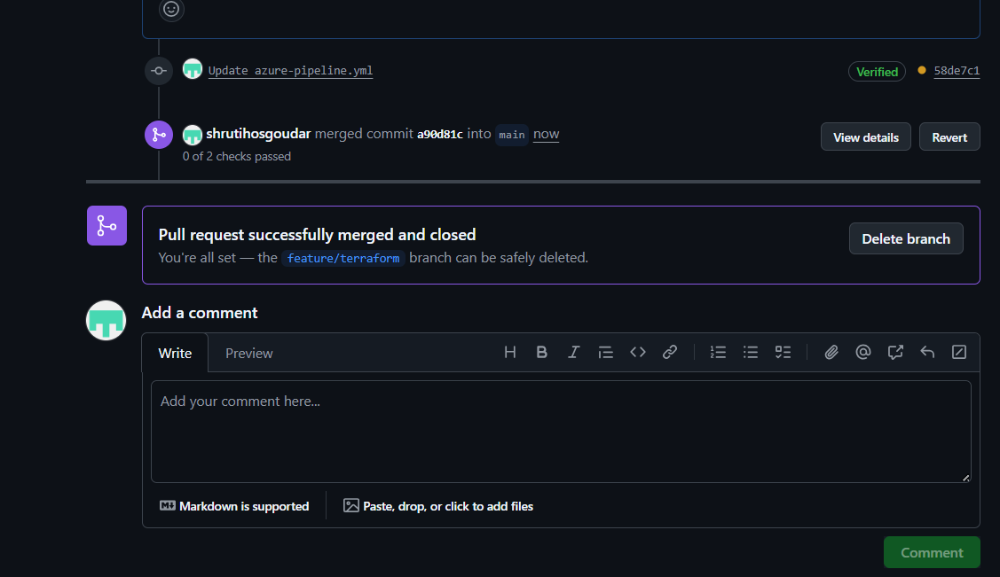 Update azure-pipeline.yml
Verified
58de7c1
shrutihosgoudar merged commit a90d81c into main now
View details
Revert
0 of 2 checks passed
Pull request successfully merged and closed
You're all set — the feature/terraform branch can be safely deleted.
Delete branch
Add a comment
Write
Preview
Add your comment here...
Markdown is supported
Paste, drop, or click to add files
Comment